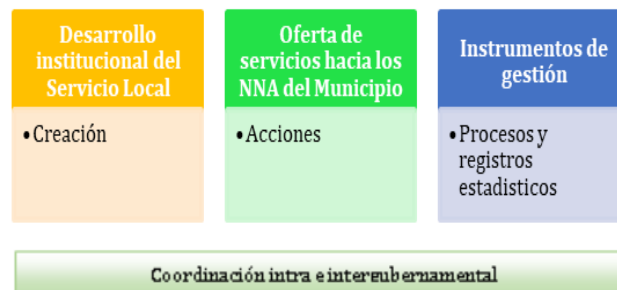 Desarrollo
institucional del
Servicio Local
• Creación
Oferta de
servicios hacia los
NNA del Municipio
• Acciones
Instrumentos de
gestión
• Procesos y
registros
estadisticos
Coordinación intra e intergubernamental